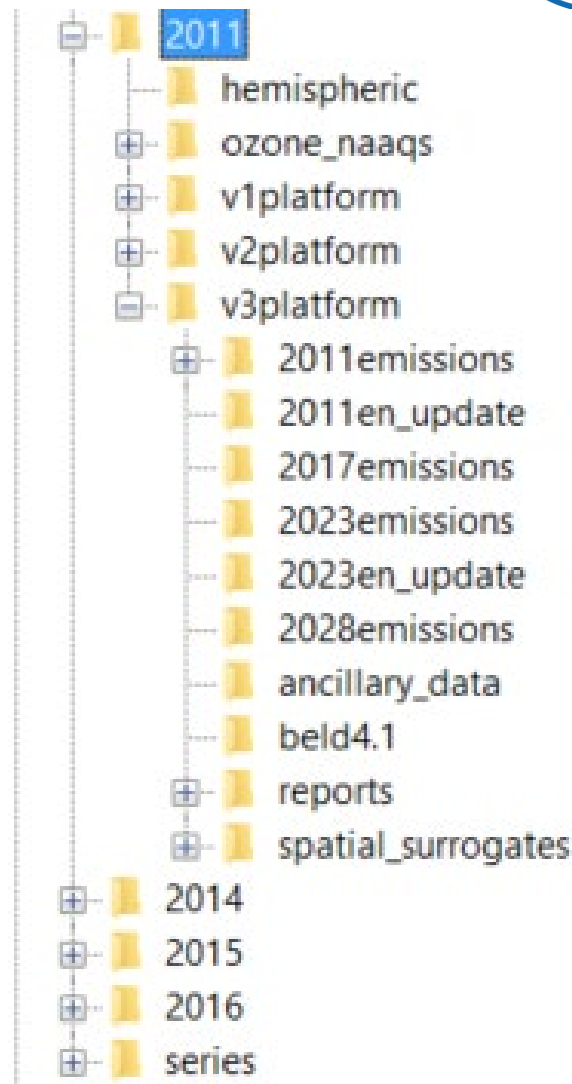 2011
hemispheric
ozone_naaqs
v1platform
v2platform
v3platform
2011emissions
2011en_update
2017emissions
2023emissions
2023en_update
2028emissions
ancillary_data
beld4.1
reports
spatial_surrogates
2014
2015
2016
series